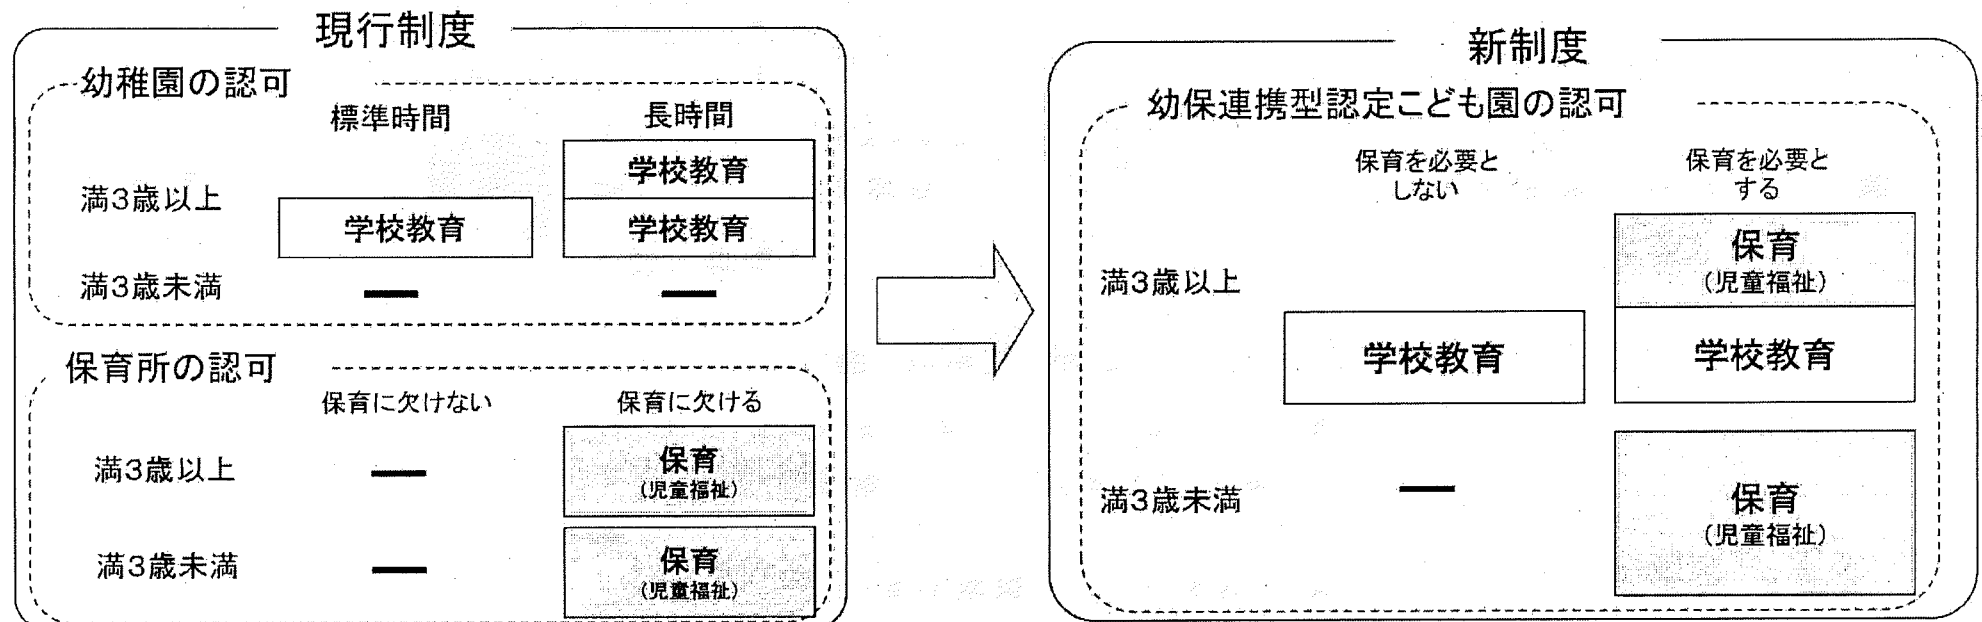 現行制度
幼稚園の認可
標準時間
長時間
学校教育
満3歳以上
学校教育
学校教育
満3歳未満
ー
ー
保育所の認可
保育に欠けない
保育に欠ける
満3歳以上
ー
保育
(児童福祉)
満3歳未満
ー
保育
(児童福祉)
新制度
幼保連携型認定こども園の認可
保育を必要と
しない
保育を必要と
する
保育
(児童福祉)
満3歳以上
学校教育
学校教育
満3歳未満
ー
保育
(児童福祉)